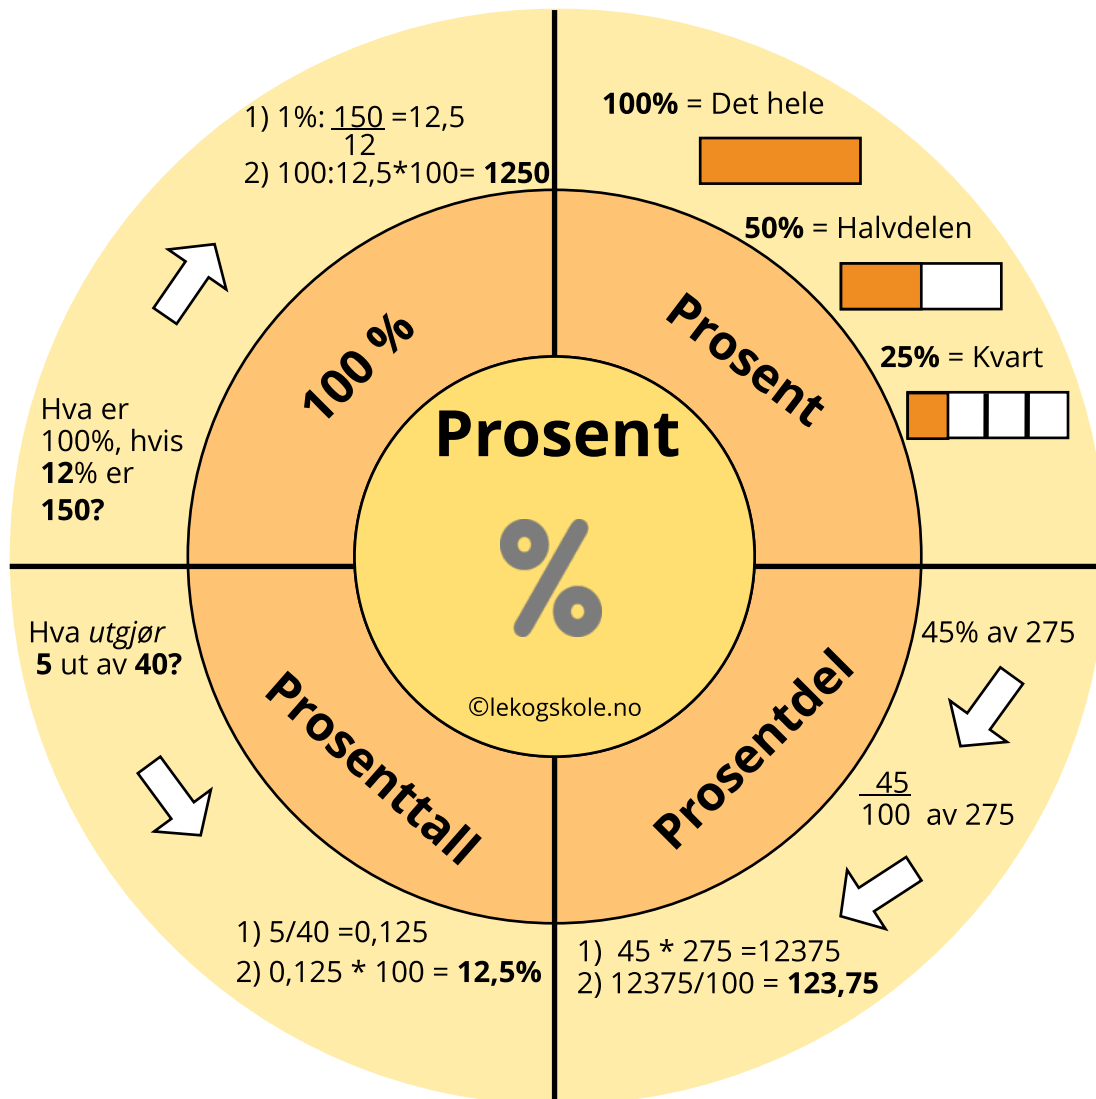 Prosent
%
©lekogskole.no
100 %
1) 1%: 150 =12,5
12
2) 100:12,5*100= 1250
Hva er
100%, hvis
12% er
150?
Prosent
100% = Det hele
50% = Halvdelen
25% = Kvart
Prosenttall
Hva utgjør
5 ut av 40?
1) 5/40 =0,125
2) 0,125 * 100 = 12,5%
Prosentdel
45% av 275
45
100 av 275
1) 45 * 275 =12375
2) 12375/100 = 123,75